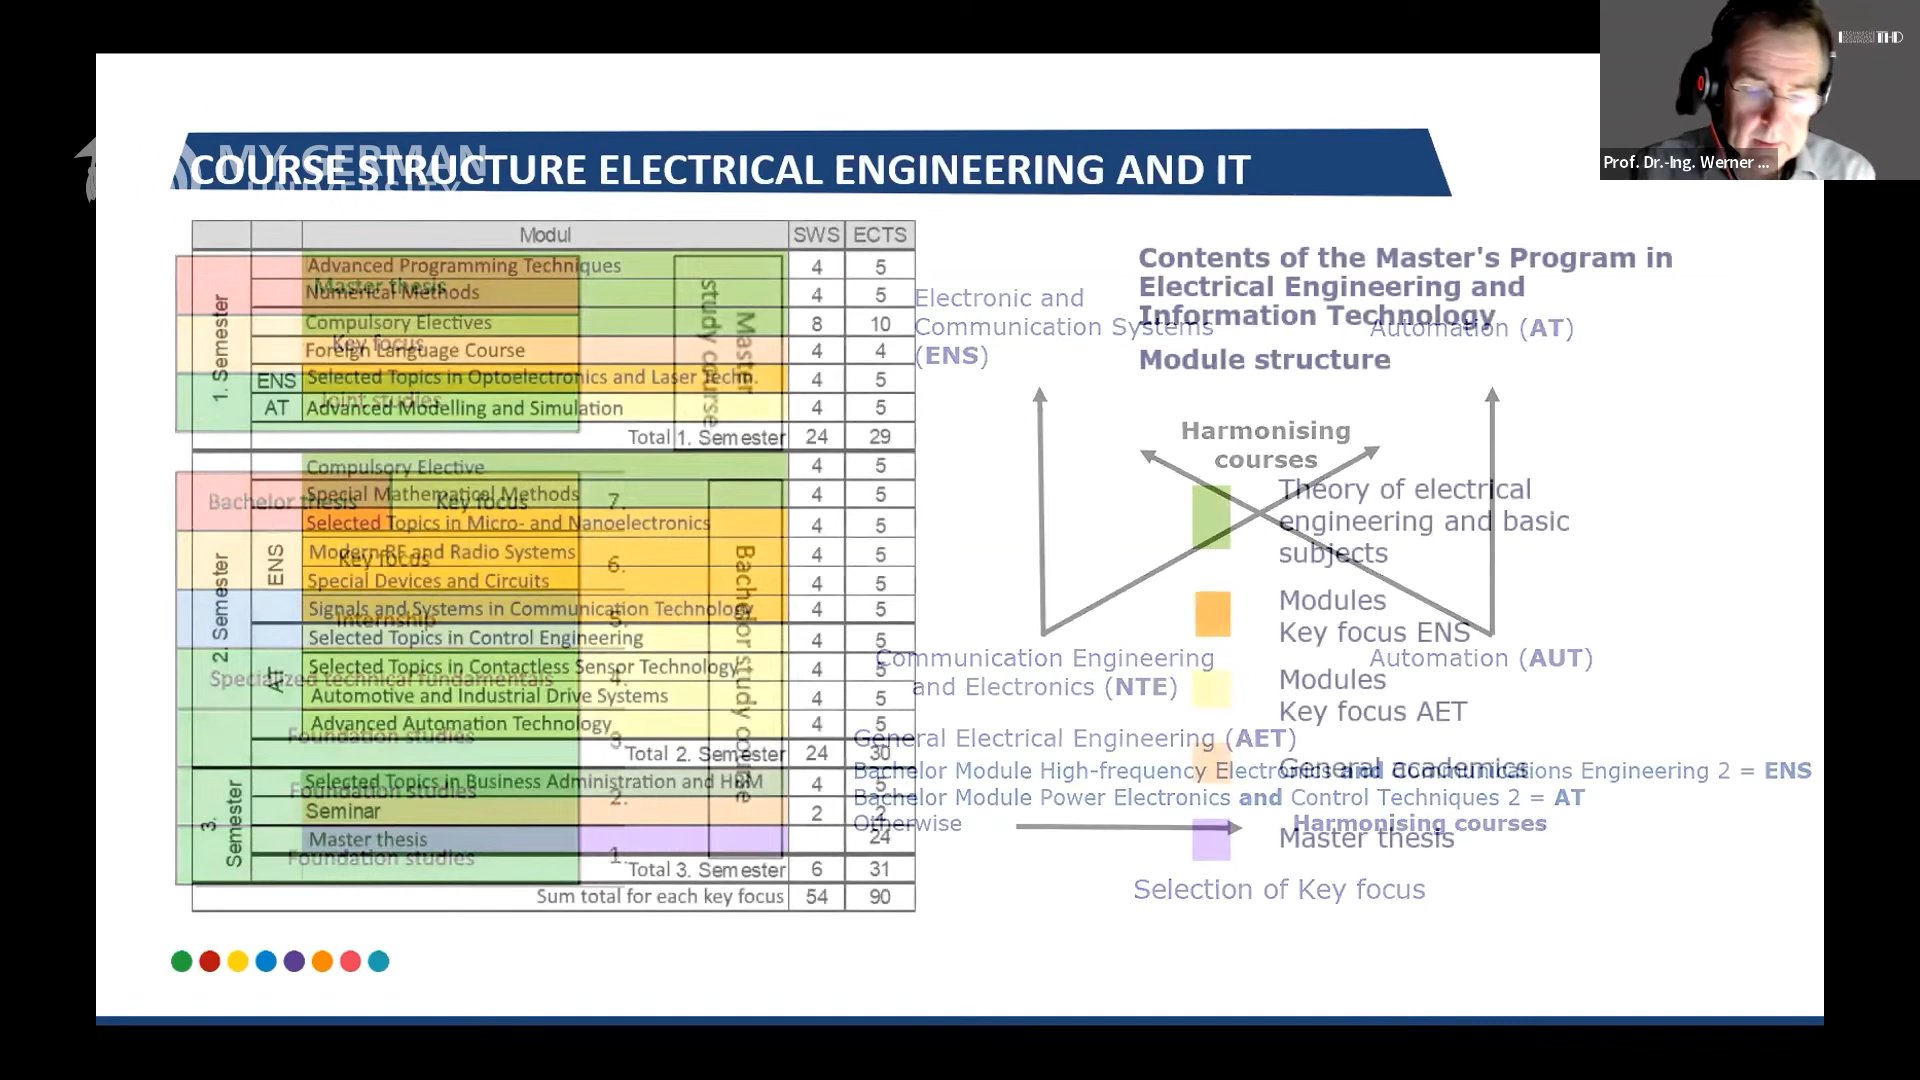 THD
Prof. Dr.-Ing. Werner ...
MY GERMAN
UNIVERSITY
COURSE STRUCTURE ELECTRICAL ENGINEERING AND IT
Modul SWS ECTS
1. Semester
Advanced Programming Techniques 4 5
Numerical Methods 4 5
Compulsory Electives 8 10
Foreign Language Course 4 4
ENS Selected Topics in Optoelectronics and Laser Techn. 4 5
AT Advanced Modelling and Simulation 4 5
Total 1. Semester 24 29
2. Semester
Compulsory Elective 4 5
Special Mathematical Methods 4 5
ENS
Selected Topics in Micro- and Nanoelectronics 4 5
Modern RF and Radio Systems 4 5
Special Devices and Circuits 4 5
Signals and Systems in Communication Technology 4 5
AT
Selected Topics in Control Engineering 4 5
Selected Topics in Contactless Sensor Technology 4 5
Automotive and Industrial Drive Systems 4 5
Advanced Automation Technology 4 5
Total 2. Semester 24 30
3. Semester
Selected Topics in Business Administration and HRM 4 5
Seminar 2 2
Master thesis 24
Total 3. Semester 6 31
Sum total for each key focus 54 90
Master thesis
Key focus
Joint studies
Master
study course
Bachelor thesis Key focus 7.
Key focus 6.
Internship 5.
Specialized technical fundamentals 4.
Foundation studies 3.
Foundation studies 2.
Foundation studies 1.
Bachelor study course
Contents of the Master's Program in
Electrical Engineering and
Information Technology
Module structure
Theory of electrical
engineering and basic
subjects
Modules
Key focus ENS
Modules
Key focus AET
General academics
Master thesis
Electronic and
Communication Systems
(ENS)
Automation (AT)
Harmonising
courses
Communication Engineering
and Electronics (NTE)
Automation (AUT)
General Electrical Engineering (AET)
Bachelor Module High-frequency Electronics and Communications Engineering 2 = ENS
Bachelor Module Power Electronics and Control Techniques 2 = AT
Otherwise Harmonising courses
Selection of Key focus